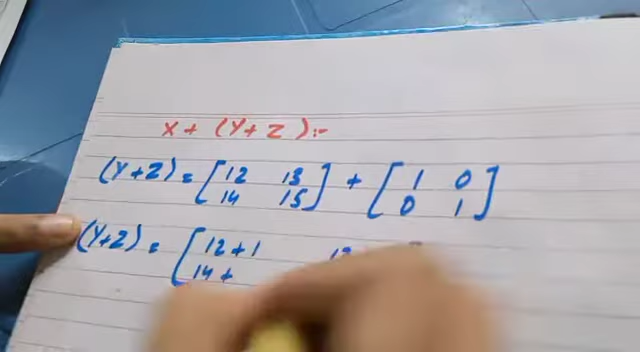 X + (Y+Z) :-
(Y+Z) = [12 13 14 15] + [1 0 0 1]
(Y+Z) = [12+1 14+